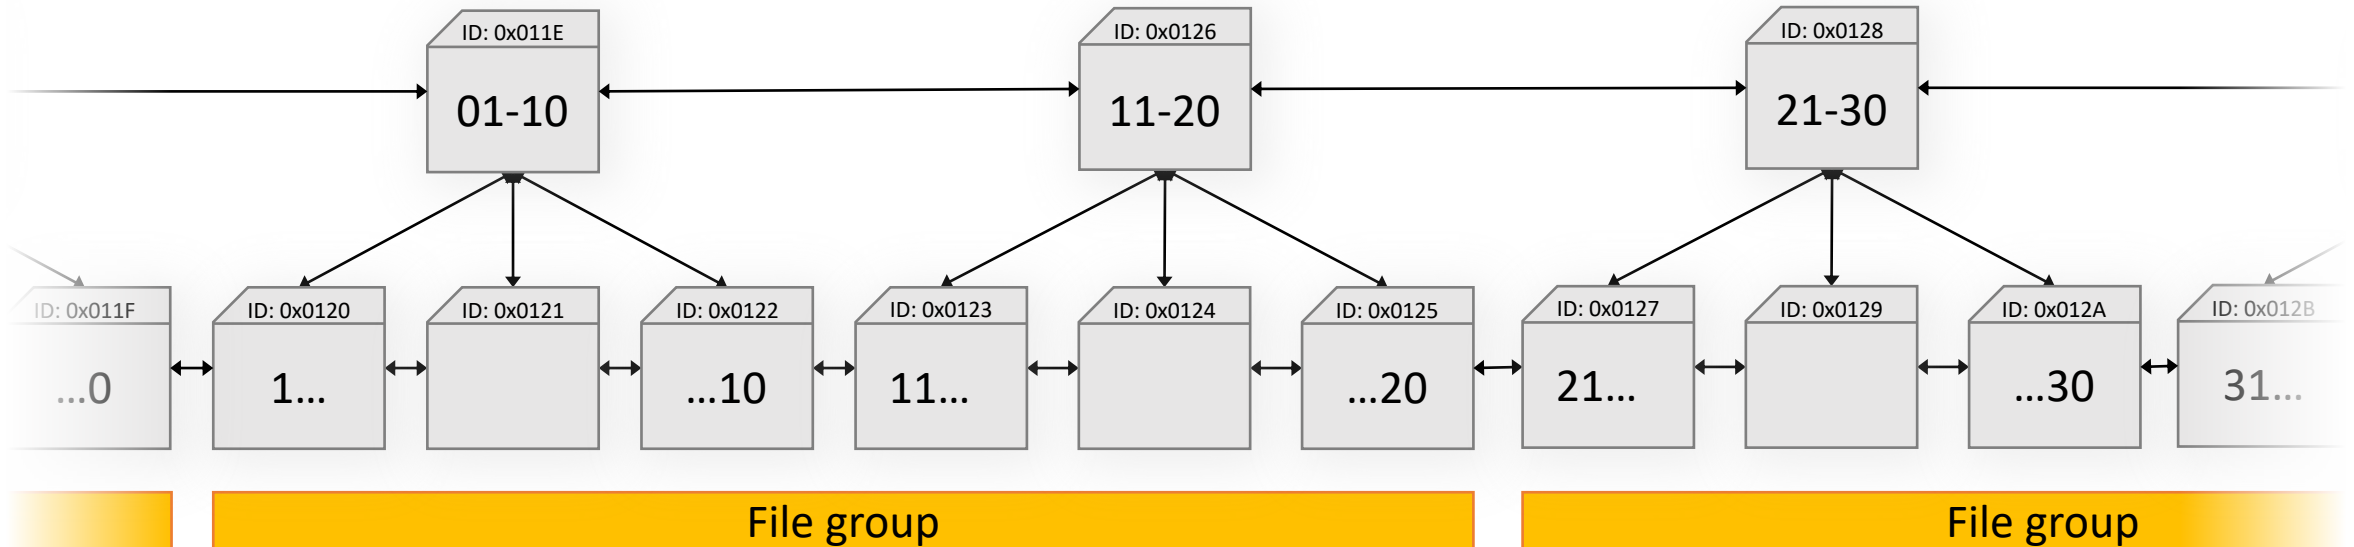 ID: 0x011E
01-10
ID: 0x0126
11-20
ID: 0x0128
21-30
ID: 0x011F
...0
ID: 0x0120
1...
ID: 0x0121
ID: 0x0122
...10
ID: 0x0123
11...
ID: 0x0124
ID: 0x0125
...20
ID: 0x0127
21...
ID: 0x0129
ID: 0x012A
...30
ID: 0x012B
31...
File group
File group